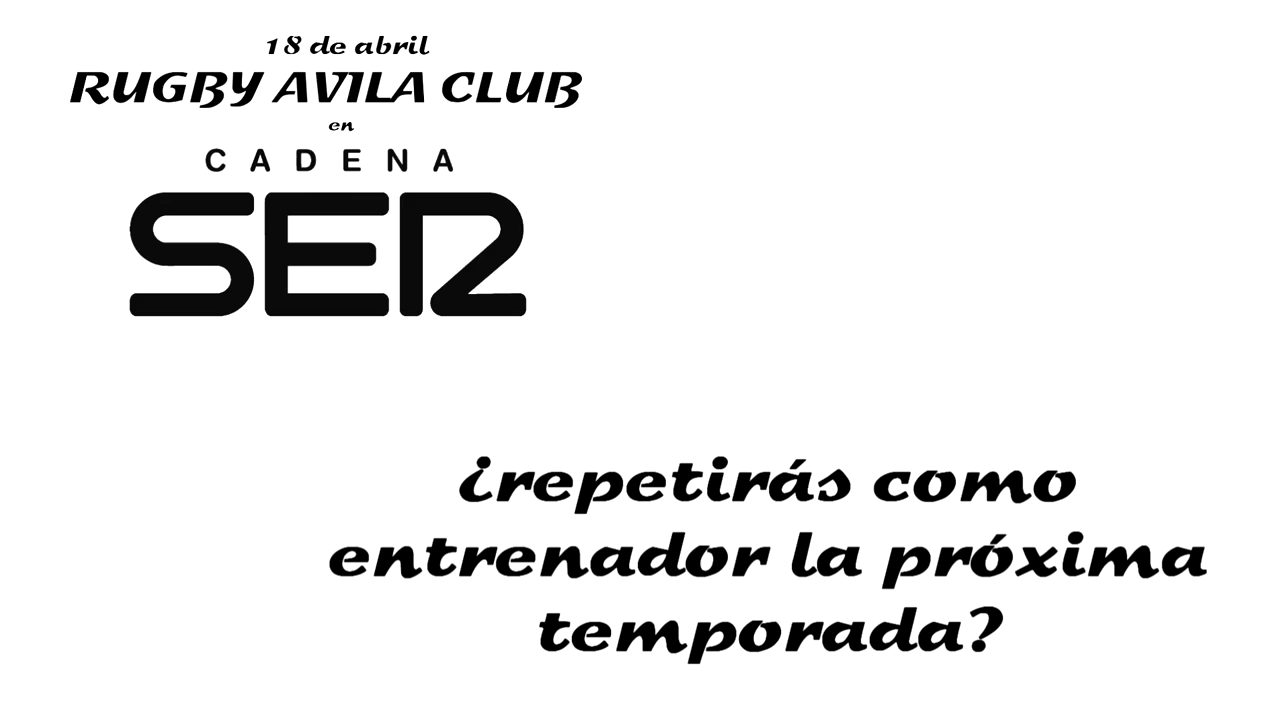 18 de abril
RUGBY AVILA CLUB
en
CADENA
SER
¿repetirás como
entrenador la próxima
temporada?